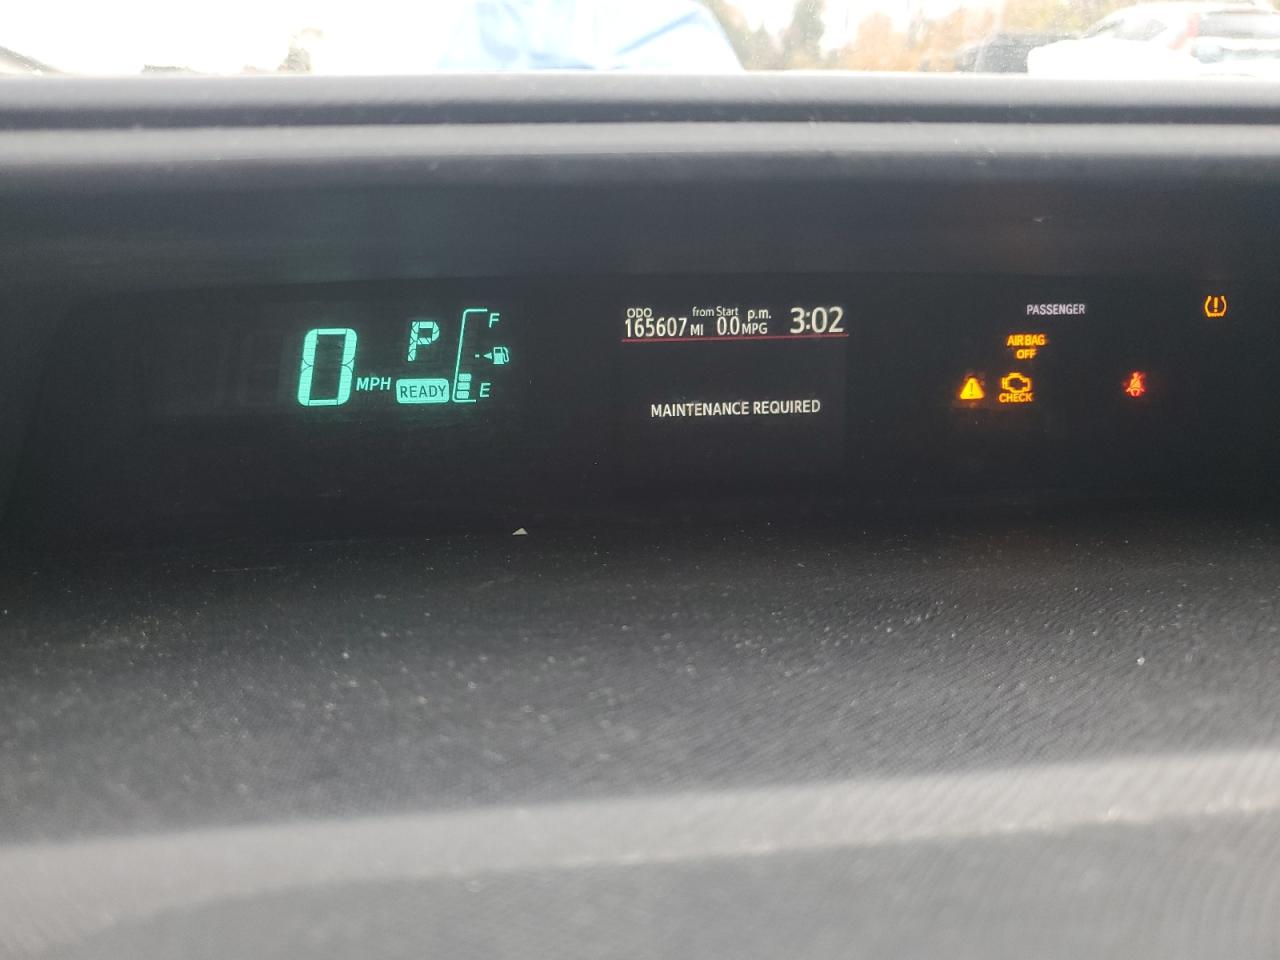 0 MPH
P
READY
F
E
ODO from Start p.m.
165607 MI 0.0 MPG 3:02
MAINTENANCE REQUIRED
PASSENGER
AIR BAG
OFF
CHECK